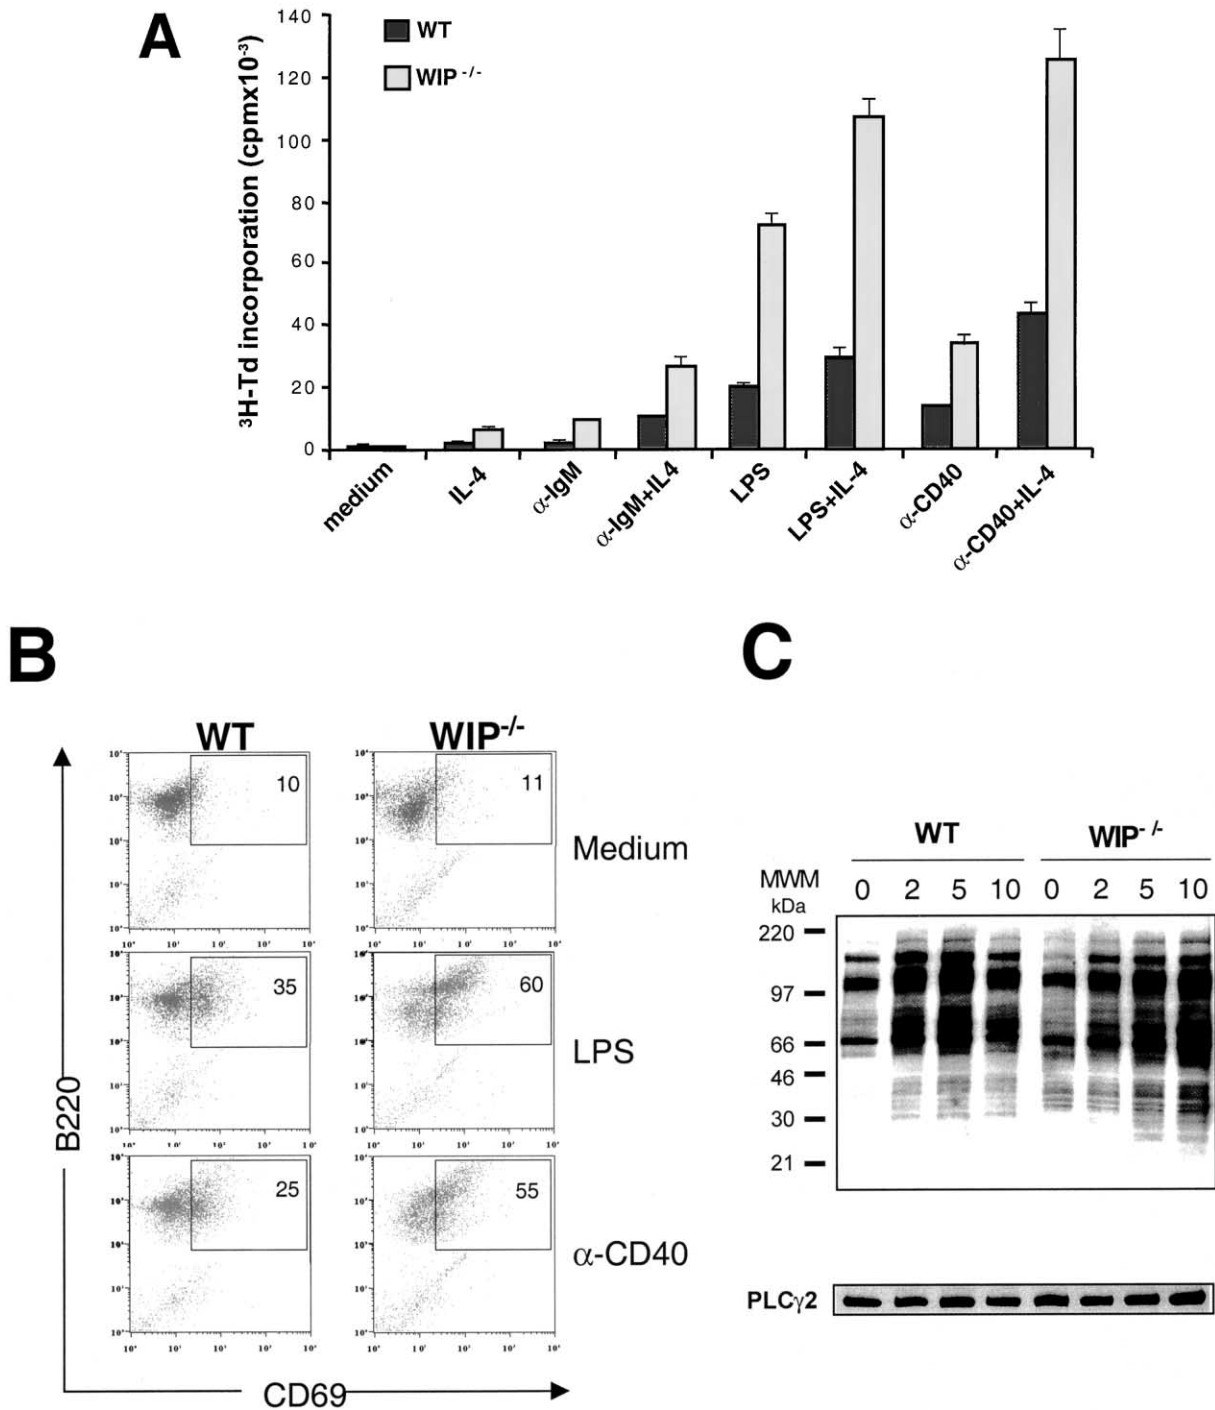 A
³H-Td incorporation (cpmx10⁻³)
140
120
100
80
60
40
20
0
WT
WIP -/-
medium
IL-4
α-IgM
α-IgM+IL4
LPS
LPS+IL-4
α-CD40
α-CD40+IL-4
B
WT
WIP-/-
10
11
Medium
35
60
LPS
25
55
α-CD40
B220
CD69
C
WT
WIP- /-
MWM
kDa
0 2 5 10 0 2 5 10
220
97
66
46
30
21
PLCγ2